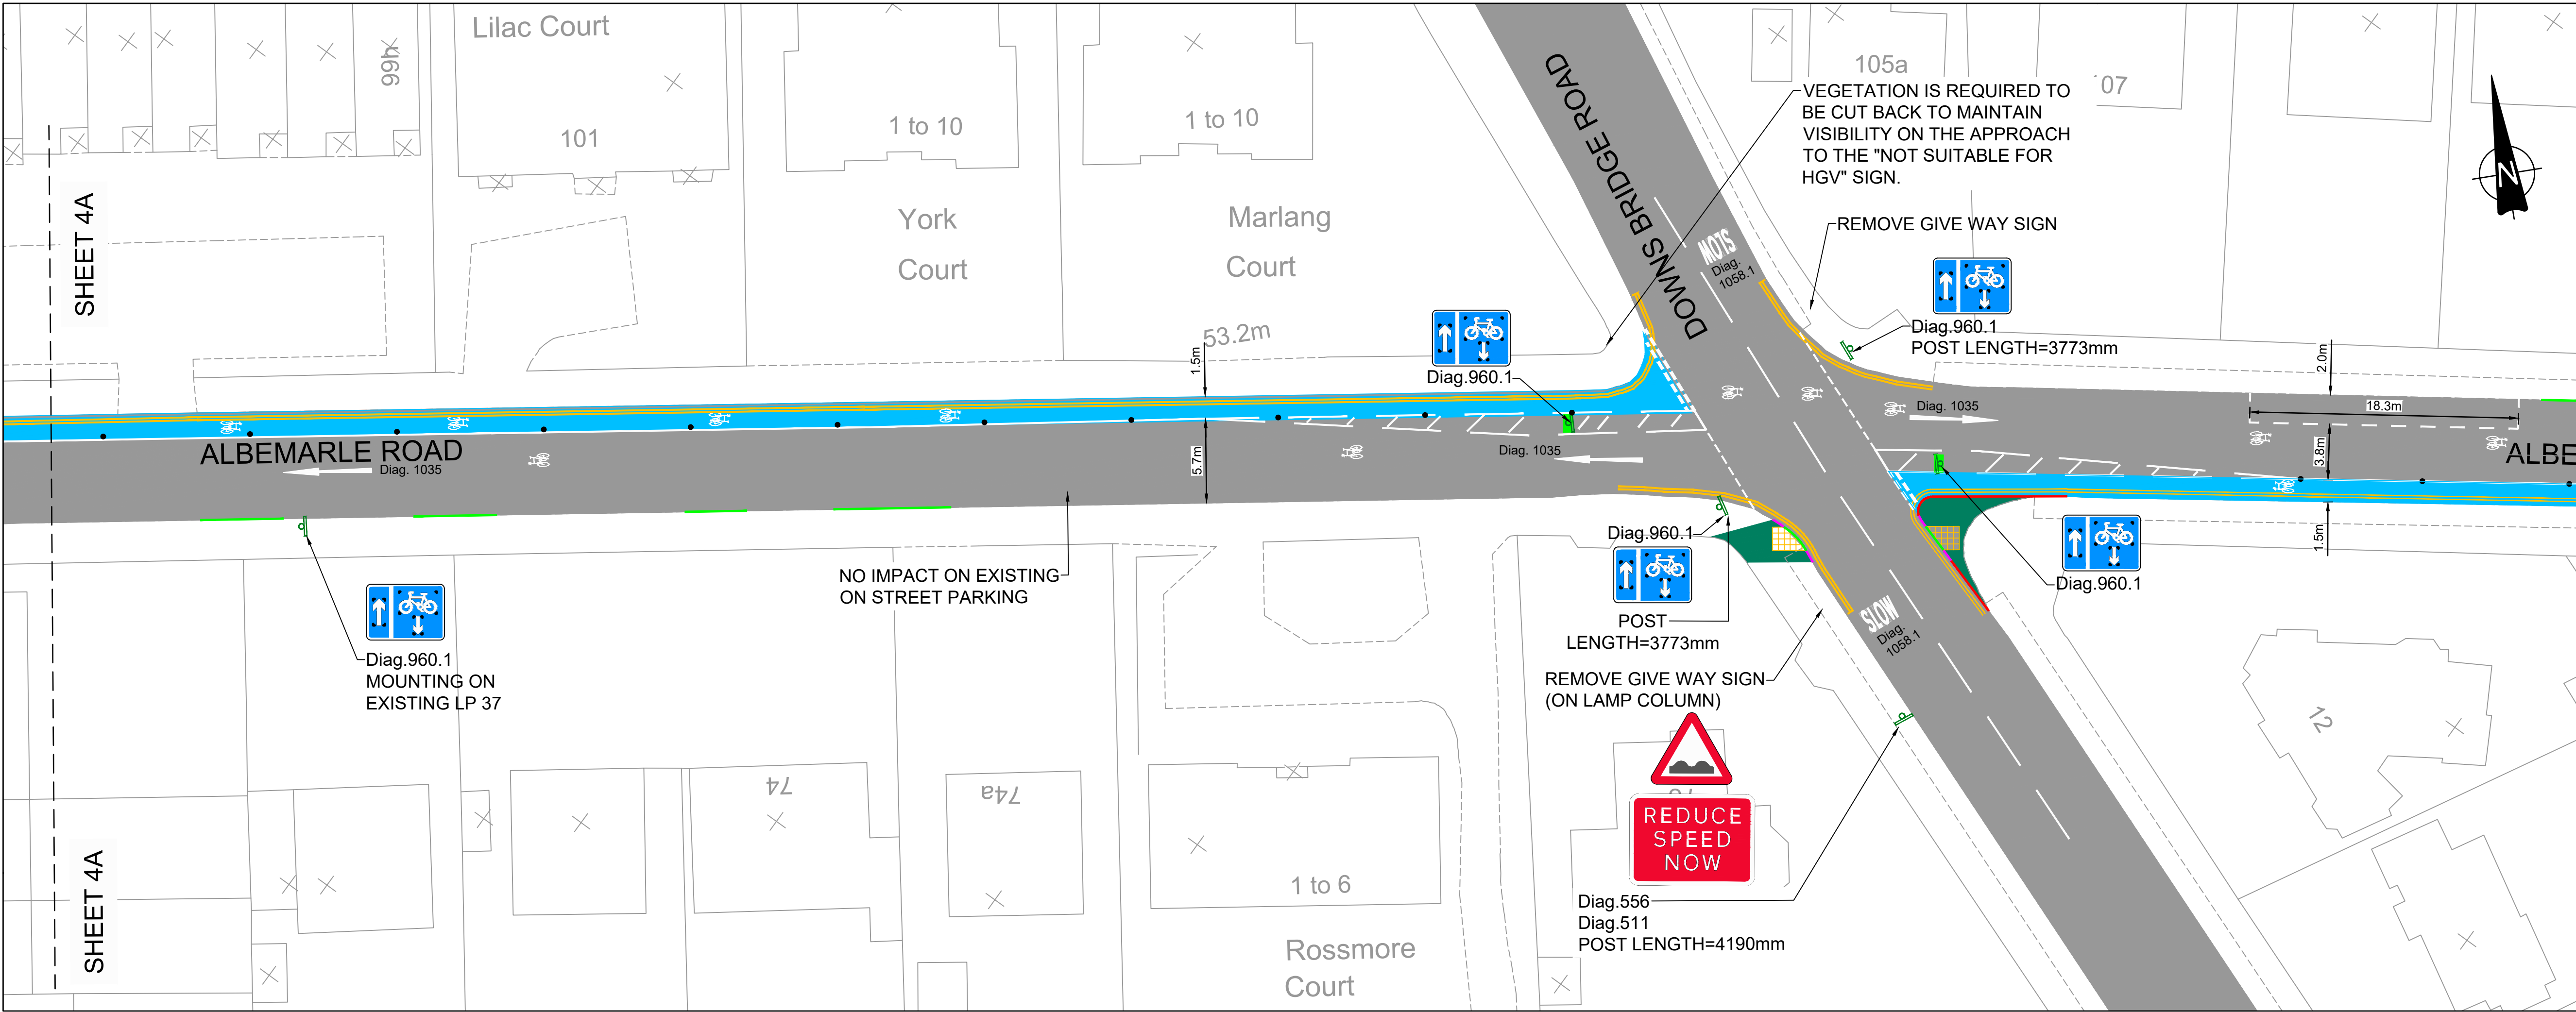 Lilac Court
99h
101
1 to 10
1 to 10
105a
107
SHEET 4A
York
Court
Marlang
Court
53.2m
DOWNS BRIDGE ROAD
VEGETATION IS REQUIRED TO
BE CUT BACK TO MAINTAIN
VISIBILITY ON THE APPROACH
TO THE "NOT SUITABLE FOR
HGV" SIGN.
REMOVE GIVE WAY SIGN
N
SLOW
Diag.
1058.1
Diag.960.1
POST LENGTH=3773mm
Diag.960.1
1.5m
2.0m
18.3m
3.8m
1.5m
5.7m
ALBEMARLE ROAD
Diag. 1035
Diag. 1035
Diag. 1035
ALBE
NO IMPACT ON EXISTING
ON STREET PARKING
Diag.960.1
POST
LENGTH=3773mm
Diag.960.1
Diag.960.1
MOUNTING ON
EXISTING LP 37
SLOW
Diag.
1058.1
REMOVE GIVE WAY SIGN
(ON LAMP COLUMN)
REDUCE
SPEED
NOW
Diag.556
Diag.511
POST LENGTH=4190mm
SHEET 4A
74
74a
1 to 6
Rossmore
Court
12